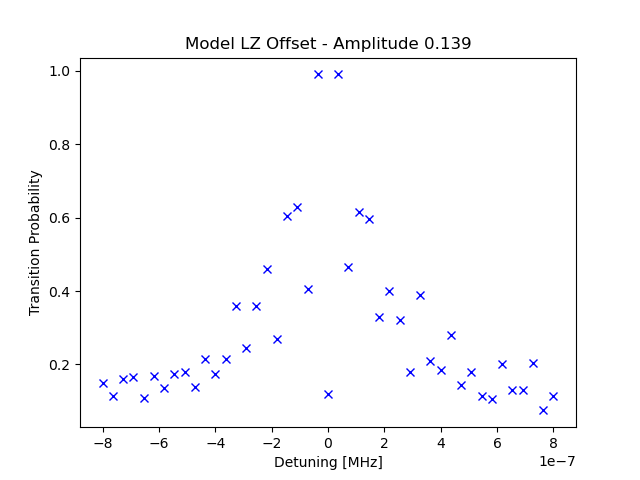 Model LZ Offset - Amplitude 0.139
1.0
0.8
0.6
0.4
0.2
Transition Probability
−8 −6 −4 −2 0 2 4 6 8
Detuning [MHz]
1e−7